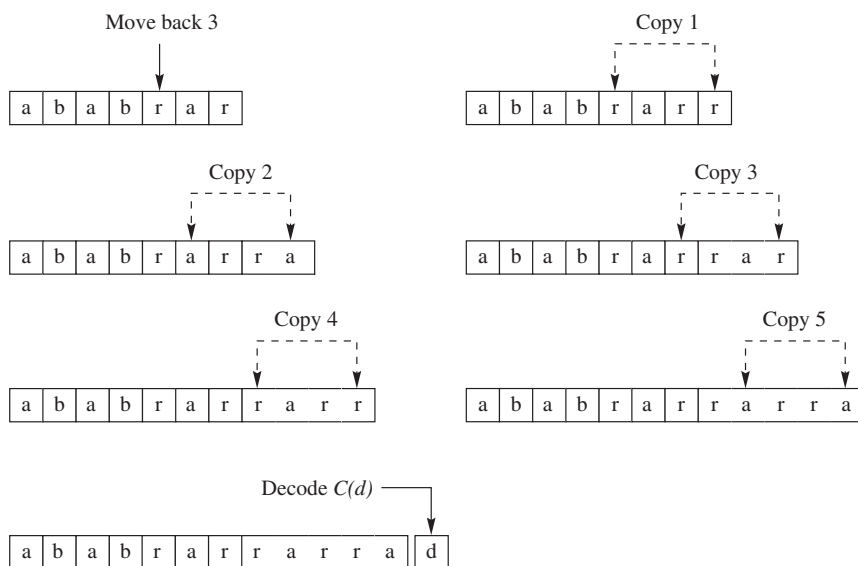 Move back 3
a b a b r a r
Copy 1
a b a b r a r r
Copy 2
a b a b r a r r a
Copy 3
a b a b r a r r a r
Copy 4
a b a b r a r r a r r
Copy 5
a b a b r a r r a r r a
Decode C(d)
a b a b r a r r a r r a d